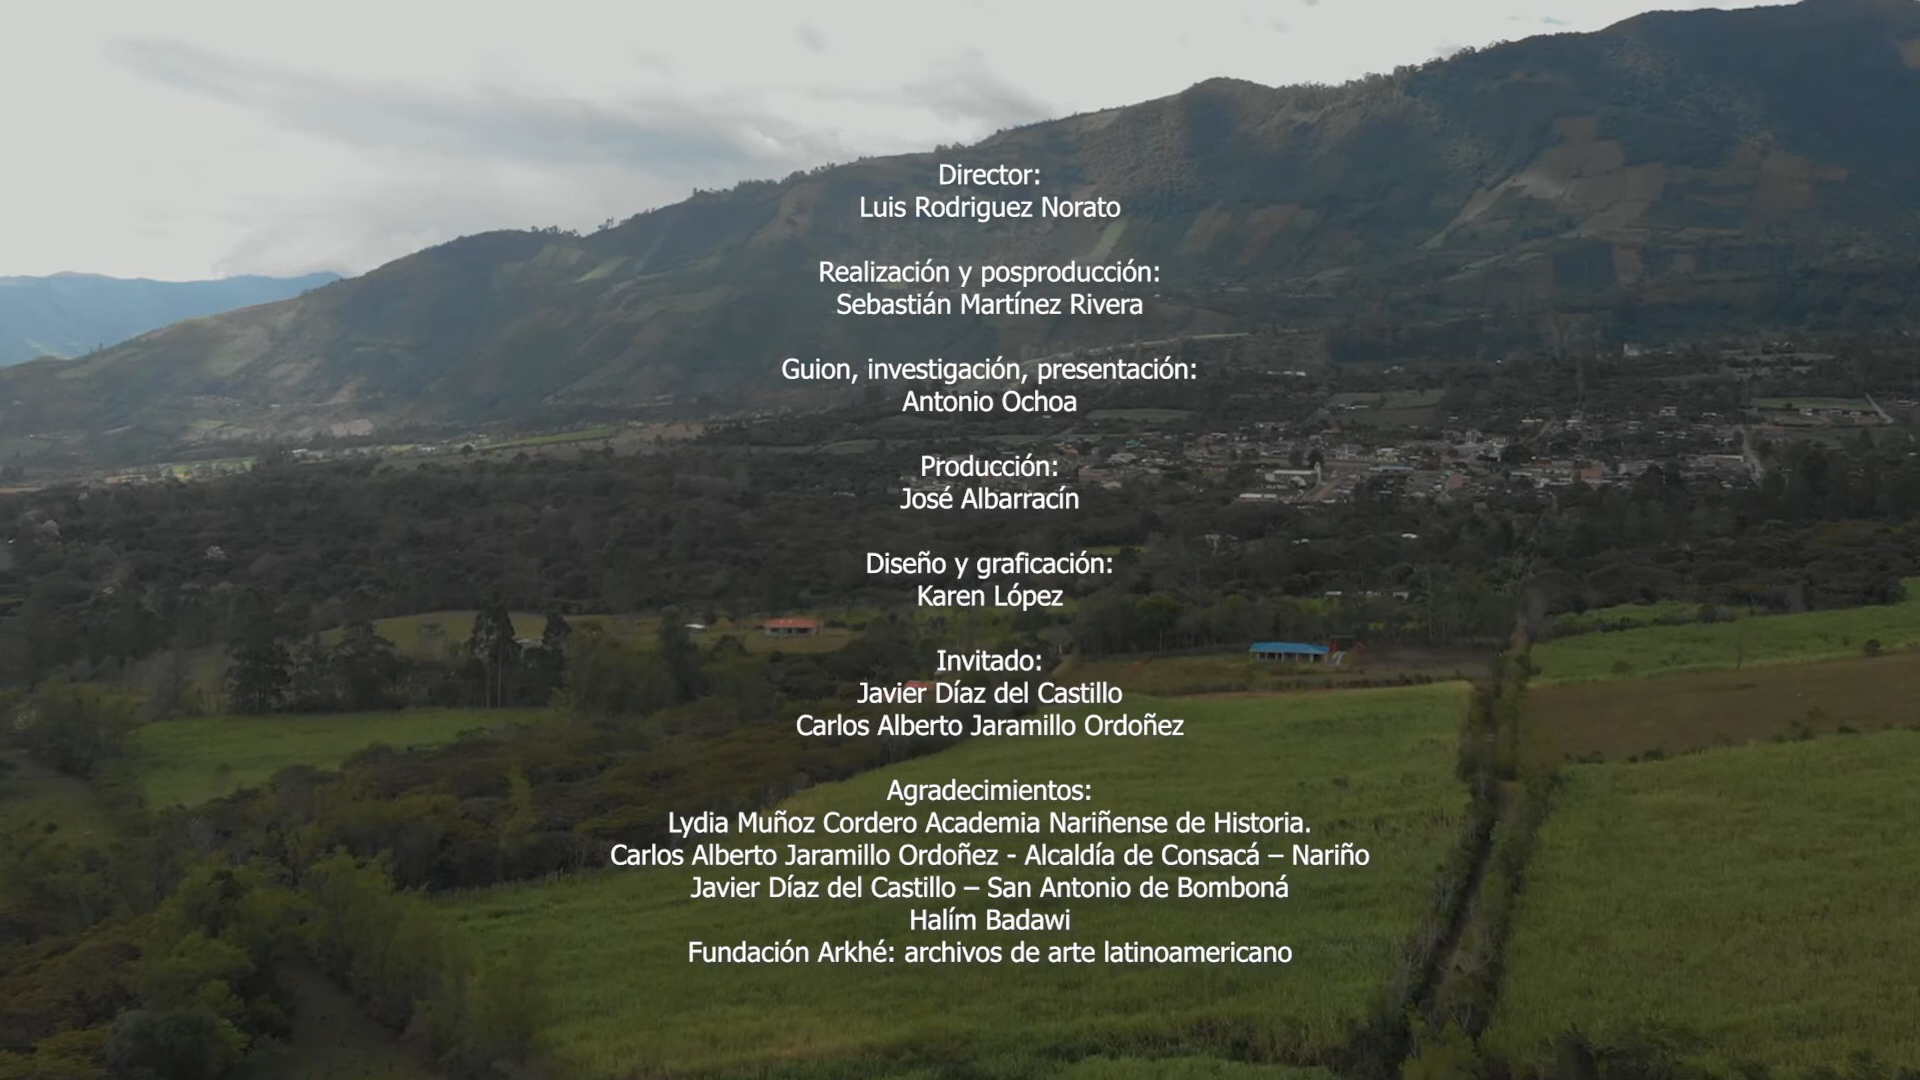 Director:
Luis Rodriguez Norato
Realización y posproducción:
Sebastián Martínez Rivera
Guion, investigación, presentación:
Antonio Ochoa
Producción:
José Albarracín
Diseño y graficación:
Karen López
Invitado:
Javier Díaz del Castillo
Carlos Alberto Jaramillo Ordoñez
Agradecimientos:
Lydia Muñoz Cordero Academia Nariñense de Historia.
Carlos Alberto Jaramillo Ordoñez - Alcaldía de Consacá – Nariño
Javier Díaz del Castillo – San Antonio de Bomboná
Halím Badawi
Fundación Arkhé: archivos de arte latinoamericano